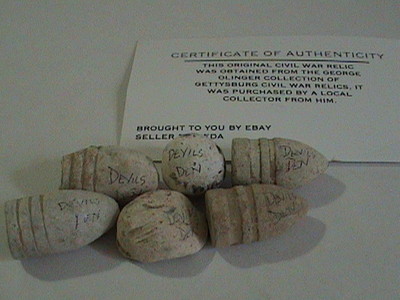 CERTIFICATE OF AUTHENTICITY
THIS ORIGINAL CIVIL WAR RELIC
WAS OBTAINED FROM THE GEORGE
OLINGER COLLECTION OF
GETTYSBURG CIVIL WAR RELICS. IT
WAS PURCHASED BY A LOCAL
COLLECTOR FROM HIM.
BROUGHT TO YOU BY EBAY
SELLER
DEVILS
DEVILS
DEN
DEVILS
DEN
DEVILS
DEN
DEVILS
DEVILS